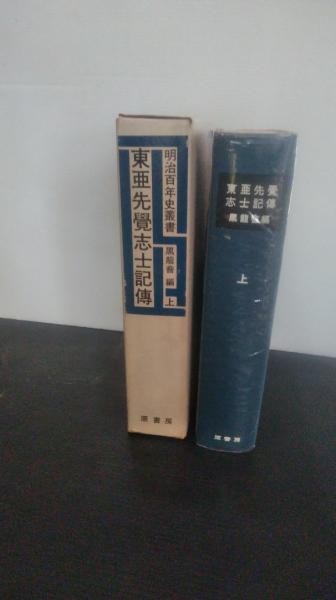 明治百年史叢書
黒龍會 編
上
東亜先覺志士記傳
原書房
東亜先覺
志士記傳
黒龍會編
上
原書房